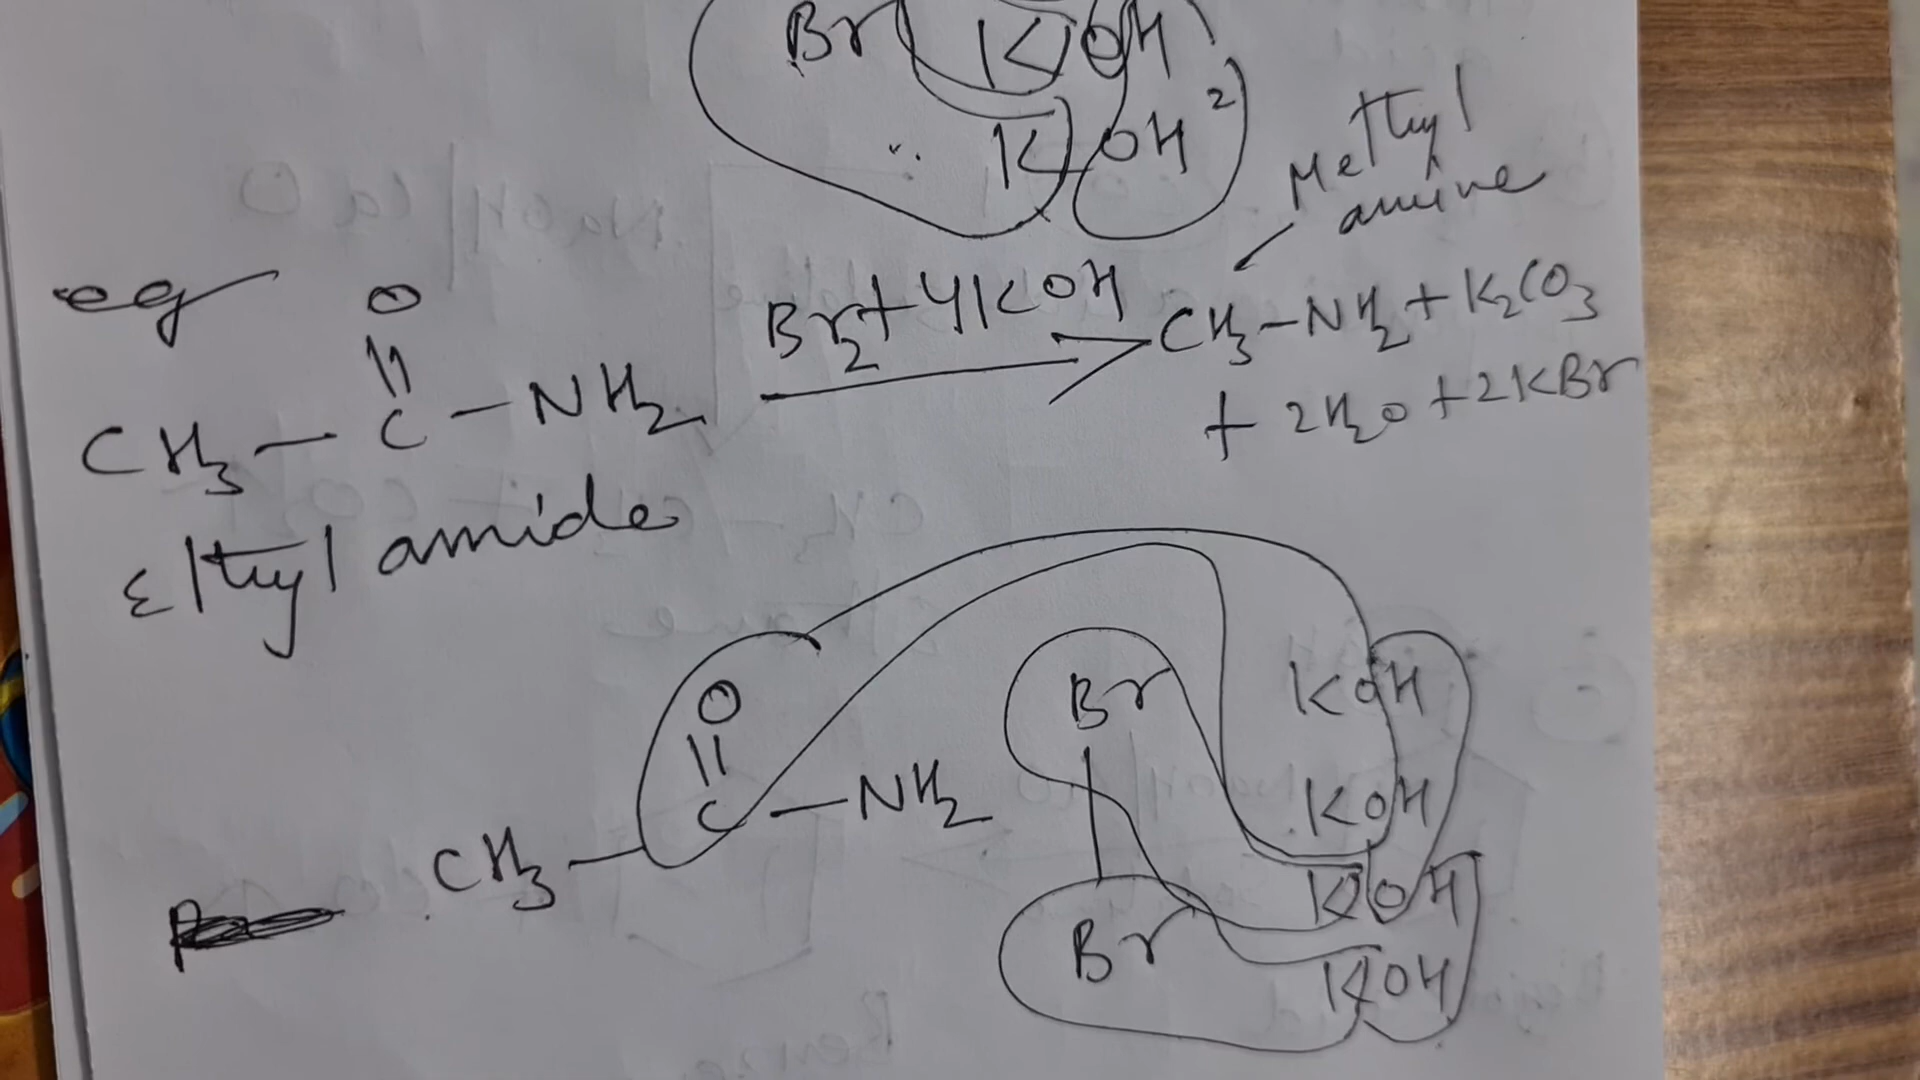 Br KOH
K OH 2
Methyl
amine
eg
O
||
CH3 - C - NH2
Br2 + 4KOH
CH3 - NH2 + K2CO3
+ 2H2O + 2KBr
Ethyl amide
O
||
CH3 - C - NH2
Br
Br
KOH
KOH
KOH
KOH